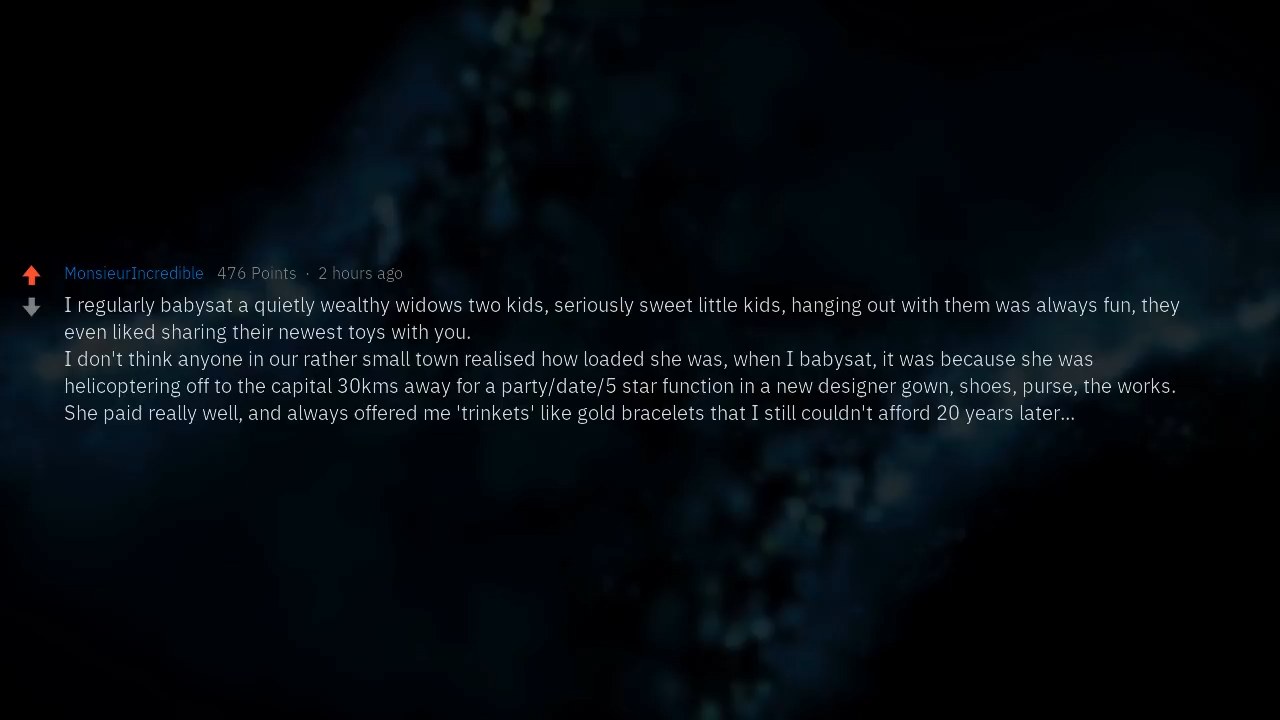 MonsieurIncredible 476 Points · 2 hours ago
I regularly babysat a quietly wealthy widows two kids, seriously sweet little kids, hanging out with them was always fun, they
even liked sharing their newest toys with you.
I don't think anyone in our rather small town realised how loaded she was, when I babysat, it was because she was
helicoptering off to the capital 30kms away for a party/date/5 star function in a new designer gown, shoes, purse, the works.
She paid really well, and always offered me 'trinkets' like gold bracelets that I still couldn't afford 20 years later...